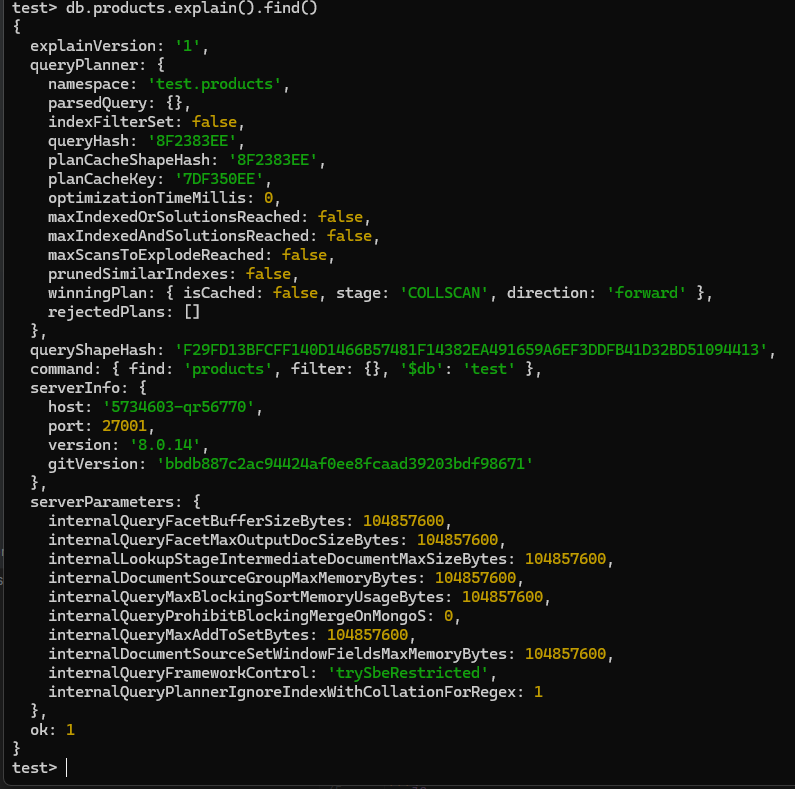 test> db.products.explain().find()
{
  explainVersion: '1',
  queryPlanner: {
    namespace: 'test.products',
    parsedQuery: {},
    indexFilterSet: false,
    queryHash: '8F2383EE',
    planCacheShapeHash: '8F2383EE',
    planCacheKey: '7DF350EE',
    optimizationTimeMillis: 0,
    maxIndexedOrSolutionsReached: false,
    maxIndexedAndSolutionsReached: false,
    maxScansToExplodeReached: false,
    prunedSimilarIndexes: false,
    winningPlan: { isCached: false, stage: 'COLLSCAN', direction: 'forward' },
    rejectedPlans: []
  },
  queryShapeHash: 'F29FD13BFCFF140D1466B57481F14382EA491659A6EF3DDFB41D32BD51094413',
  command: { find: 'products', filter: {}, '$db': 'test' },
  serverInfo: {
    host: '5734603-qr56770',
    port: 27001,
    version: '8.0.14',
    gitVersion: 'bbdb887c2ac94424af0ee8fcaad39203bdf98671'
  },
  serverParameters: {
    internalQueryFacetBufferSizeBytes: 104857600,
    internalQueryFacetMaxOutputDocSizeBytes: 104857600,
    internalLookupStageIntermediateDocumentMaxSizeBytes: 104857600,
    internalDocumentSourceGroupMaxMemoryBytes: 104857600,
    internalQueryMaxBlockingSortMemoryUsageBytes: 104857600,
    internalQueryProhibitBlockingMergeOnMongoS: 0,
    internalQueryMaxAddToSetBytes: 104857600,
    internalDocumentSourceSetWindowFieldsMaxMemoryBytes: 104857600,
    internalQueryFrameworkControl: 'trySbeRestricted',
    internalQueryPlannerIgnoreIndexWithCollationForRegex: 1
  },
  ok: 1
}
test>